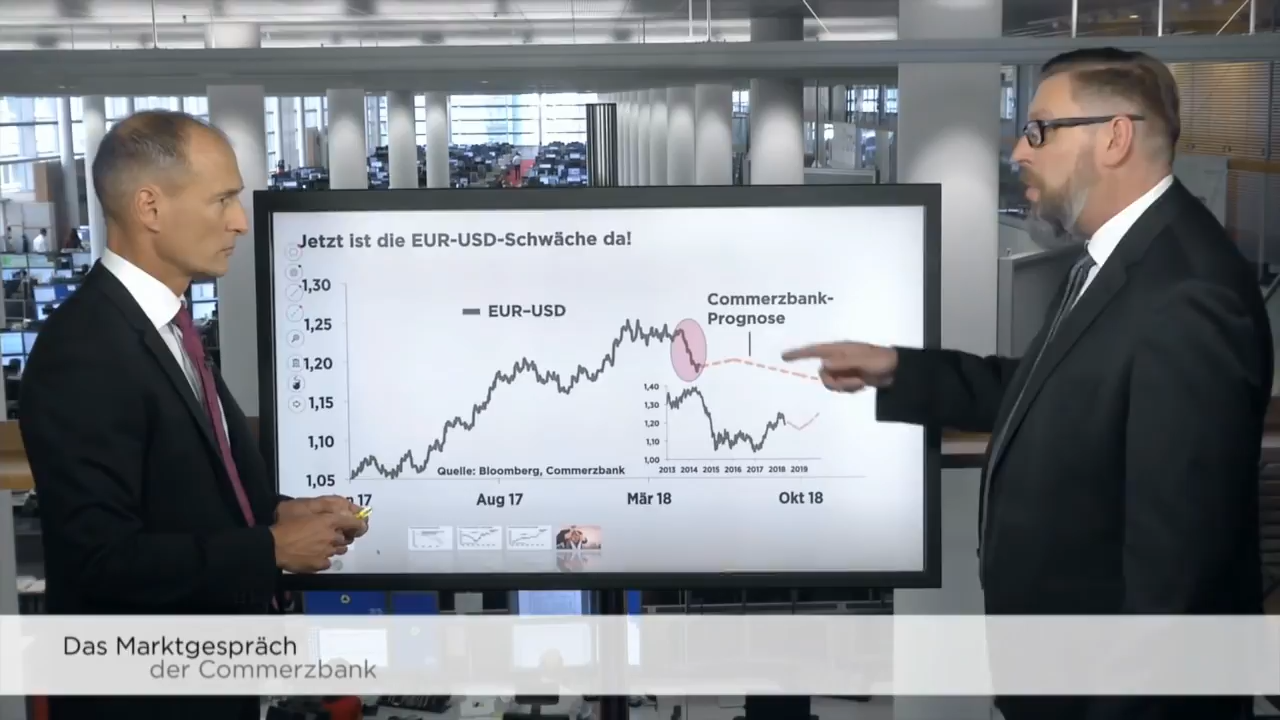 Jetzt ist die EUR-USD-Schwäche da!
1,30
1,25
1,20
1,15
1,10
1,05
EUR-USD
Commerzbank-
Prognose
1,40
1,30
1,20
1,10
1,00
2013 2014 2015 2016 2017 2018 2019
Quelle: Bloomberg, Commerzbank
n 17 Aug 17 Mär 18 Okt 18
Das Marktgespräch
der Commerzbank